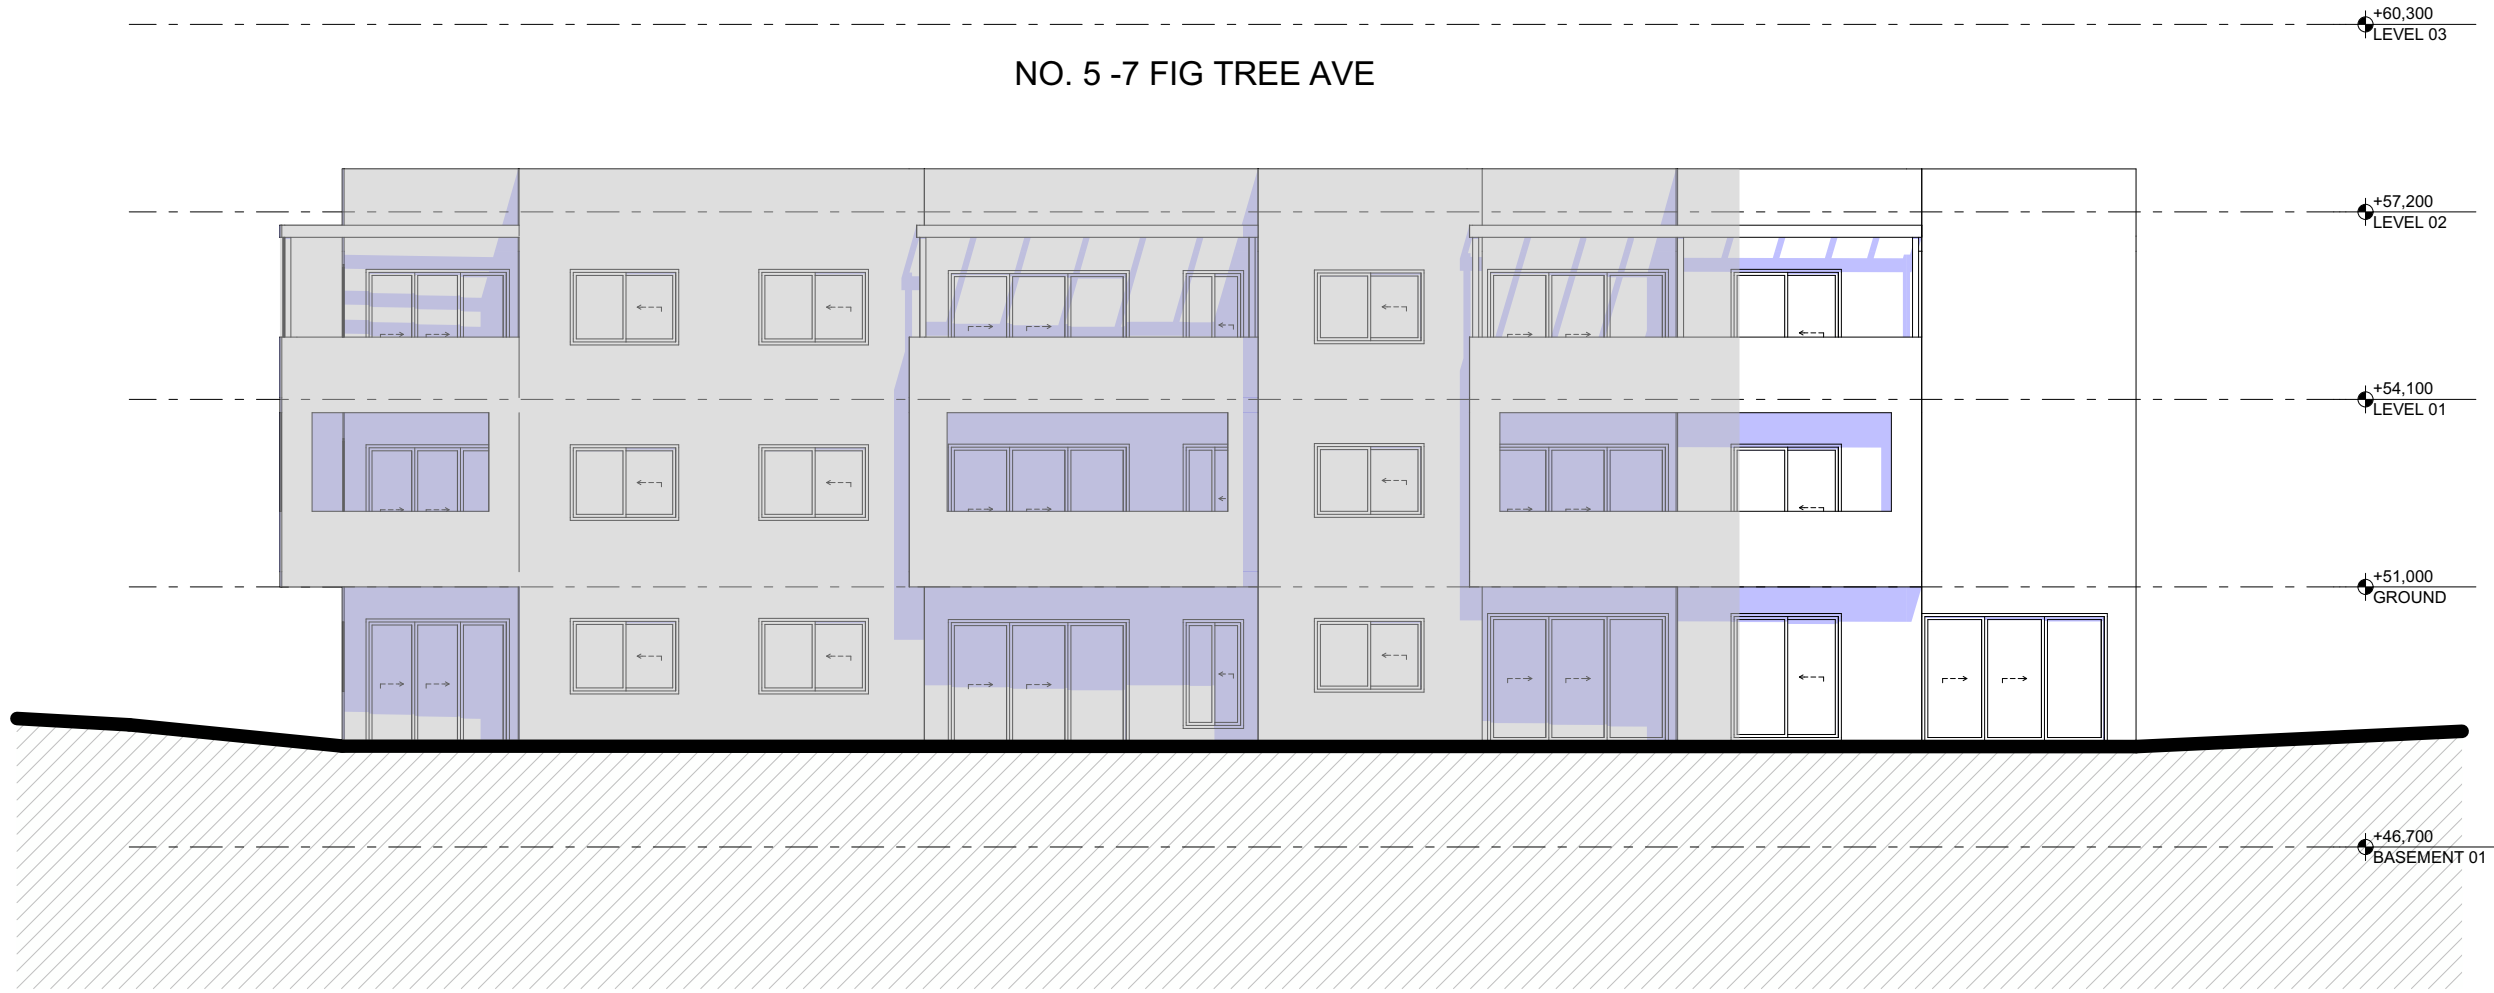 +60,300
LEVEL 03
NO. 5 -7 FIG TREE AVE
+57,200
LEVEL 02
+54,100
LEVEL 01
+51,000
GROUND
+46,700
BASEMENT 01